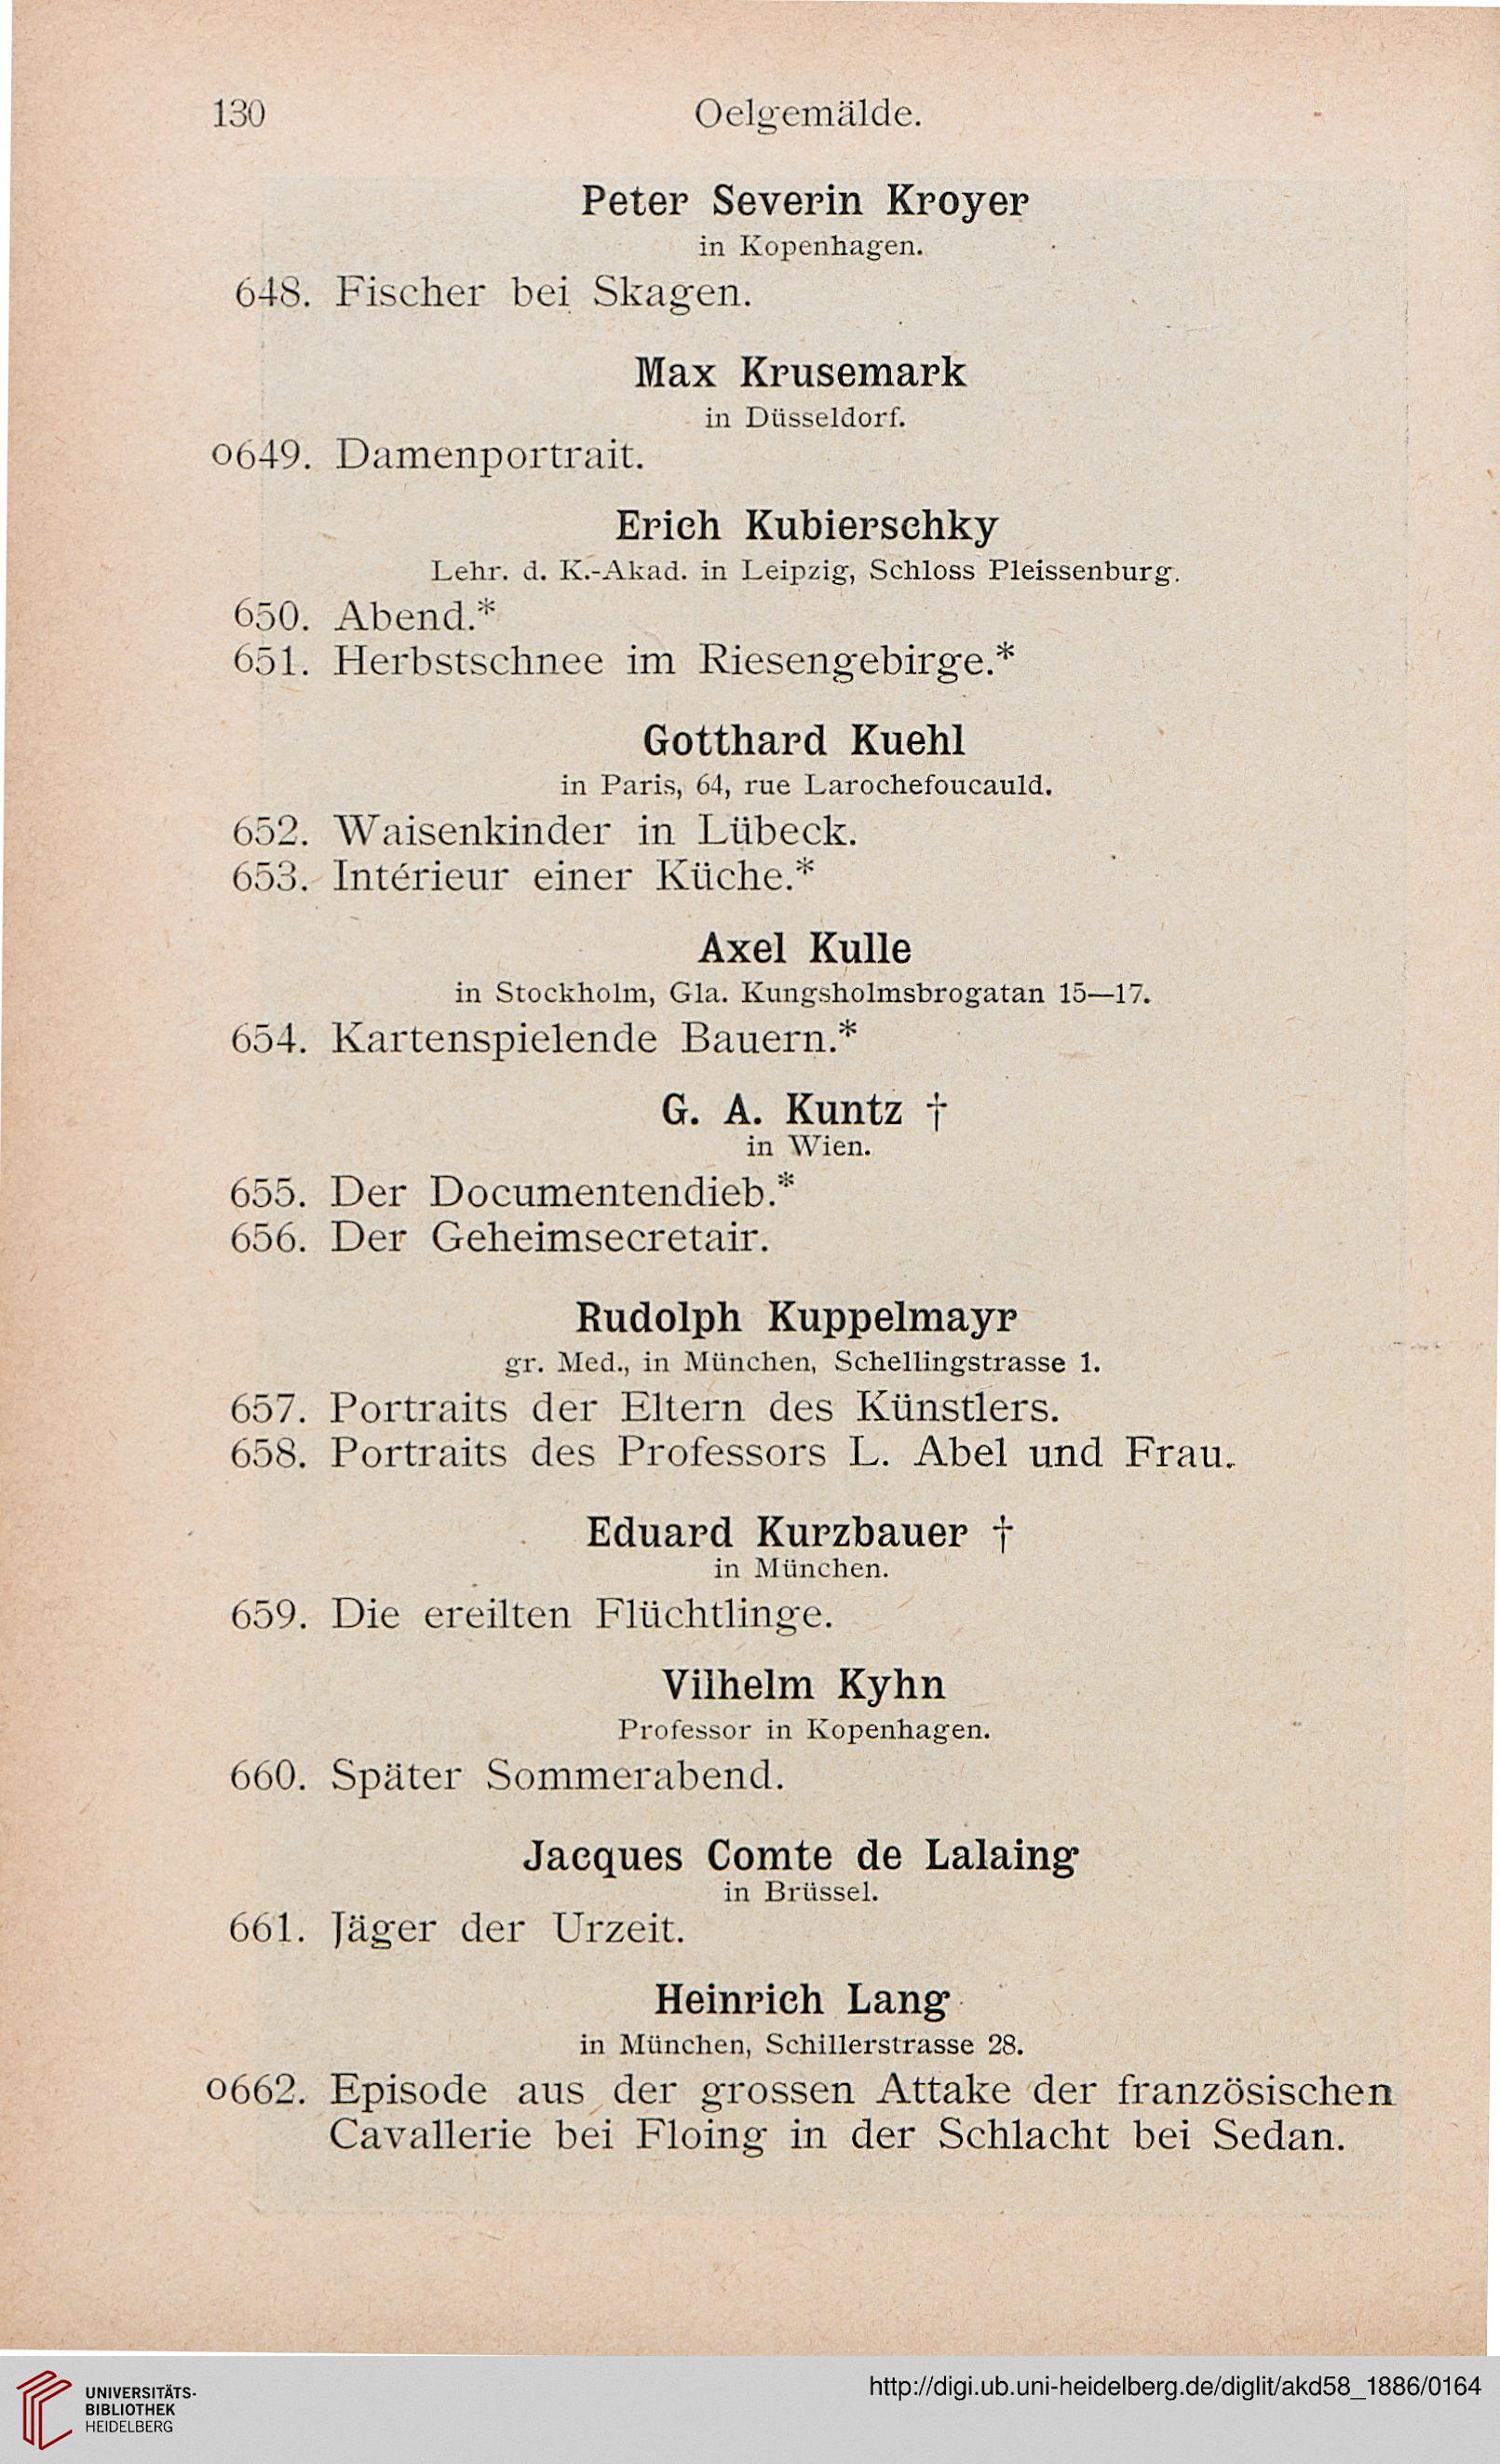 130
Oelgemälde.
Peter Severin Kroyer
in Kopenhagen.
648. Fischer bei Skagen.
Max Krusemark
in Düsseldorf.
o649. Damenportrait.
Erich Kubierschky
Lehr. d. K.-Akad. in Leipzig, Schloss Pleissenburg.
650. Abend.*
651. Herbstschnee im Riesengebirge.*
Gotthard Kuehl
in Paris, 64, rue Larochefoucauld.
652. Waisenkinder in Lübeck.
653. Intérieur einer Küche.*
Axel Kulle
in Stockholm, Gla. Kungsholmsbrogatan 15—17.
654. Kartenspielende Bauern.*
G. A. Kuntz †
in Wien.
655. Der Documentendieb.*
656. Der Geheimsecretair.
Rudolph Kuppelmayr
gr. Med., in München, Schellingstrasse 1.
657. Portraits der Eltern des Künstlers.
658. Portraits des Professors L. Abel und Frau.
Eduard Kurzbauer †
in München.
659. Die ereilten Flüchtlinge.
Vilhelm Kyhn
Professor in Kopenhagen.
660. Später Sommerabend.
Jacques Comte de Lalaing
in Brüssel.
661. Jäger der Urzeit.
Heinrich Lang
in München, Schillerstrasse 28.
o662. Episode aus der grossen Attake der französischen
Cavallerie bei Floing in der Schlacht bei Sedan.
UNIVERSITÄTS-
BIBLIOTHEK
HEIDELBERG
http://digi.ub.uni-heidelberg.de/diglit/akd58_1886/0164